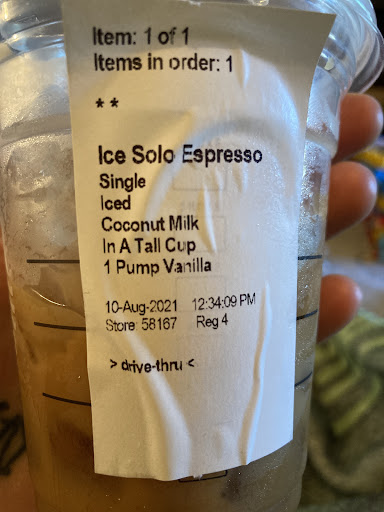 Item: 1 of 1
Items in order: 1
* *
Ice Solo Espresso
Single
Iced
Coconut Milk
In A Tall Cup
1 Pump Vanilla
10-Aug-2021 12:34:09 PM
Store: 58167 Reg 4
> drive-thru <